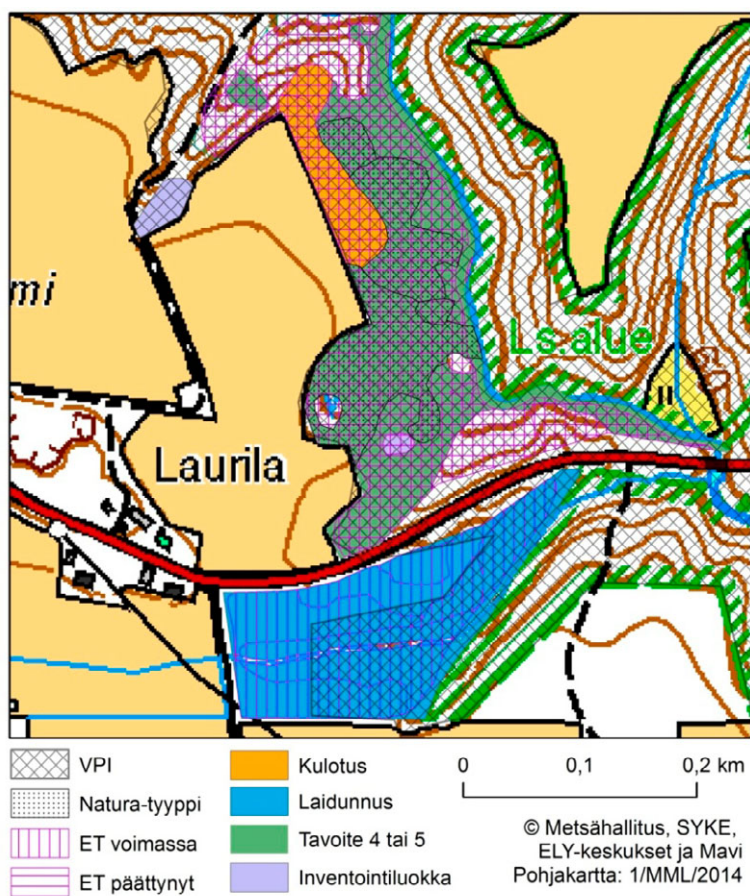 mi
Ls.alue
II
Laurila
VPI
Natura-tyyppi
ET voimassa
ET päättynyt
Kulotus
Laidunnus
Tavoite 4 tai 5
Inventointiluokka
0 0,1 0,2 km
© Metsähallitus, SYKE,
ELY-keskukset ja Mavi
Pohjakartta: 1/MML/2014